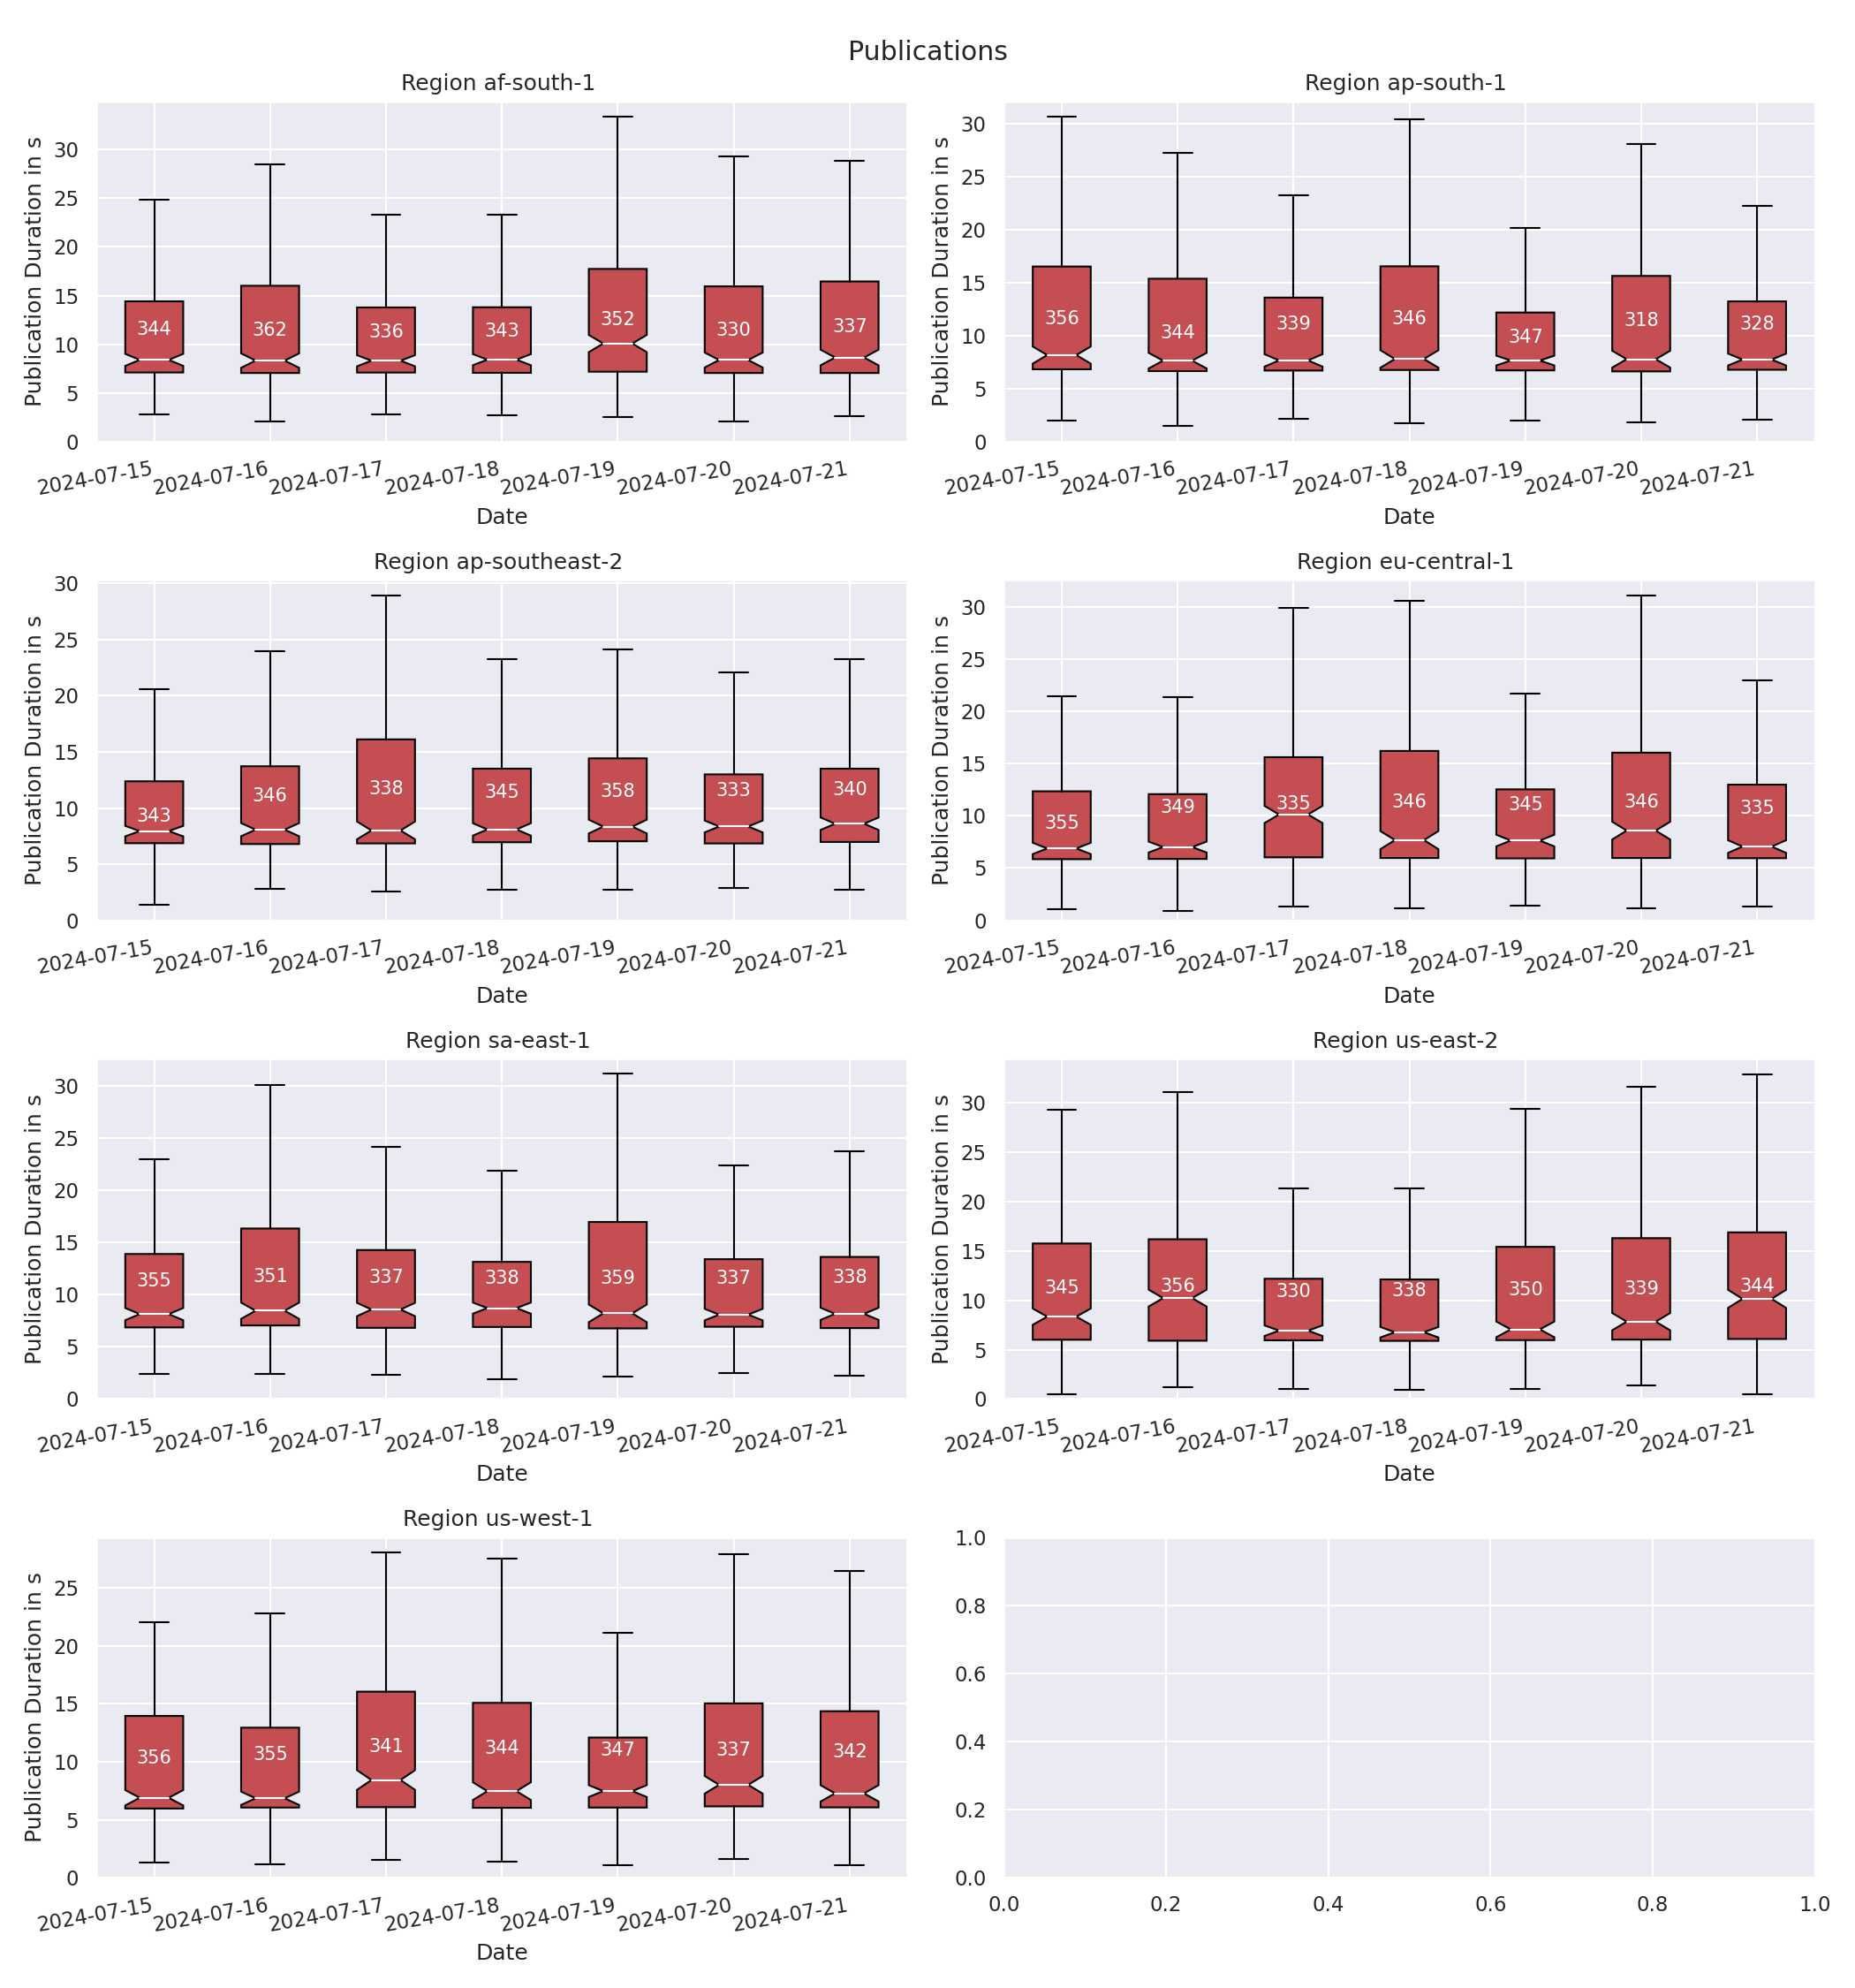 Publications
Region af-south-1
Publication Duration in s
30
25
20
15
10
5
0
344 362 336 343 352 330 337
2024-07-15 2024-07-16 2024-07-17 2024-07-18 2024-07-19 2024-07-20 2024-07-21
Date
Region ap-south-1
Publication Duration in s
30
25
20
15
10
5
0
356 344 339 346 347 318 328
2024-07-15 2024-07-16 2024-07-17 2024-07-18 2024-07-19 2024-07-20 2024-07-21
Date
Region ap-southeast-2
Publication Duration in s
30
25
20
15
10
5
0
343 346 338 345 358 333 340
2024-07-15 2024-07-16 2024-07-17 2024-07-18 2024-07-19 2024-07-20 2024-07-21
Date
Region eu-central-1
Publication Duration in s
30
25
20
15
10
5
0
355 349 335 346 345 346 335
2024-07-15 2024-07-16 2024-07-17 2024-07-18 2024-07-19 2024-07-20 2024-07-21
Date
Region sa-east-1
Publication Duration in s
30
25
20
15
10
5
0
355 351 337 338 359 337 338
2024-07-15 2024-07-16 2024-07-17 2024-07-18 2024-07-19 2024-07-20 2024-07-21
Date
Region us-east-2
Publication Duration in s
30
25
20
15
10
5
0
345 356 330 338 350 339 344
2024-07-15 2024-07-16 2024-07-17 2024-07-18 2024-07-19 2024-07-20 2024-07-21
Date
Region us-west-1
Publication Duration in s
25
20
15
10
5
0
356 355 341 344 347 337 342
2024-07-15 2024-07-16 2024-07-17 2024-07-18 2024-07-19 2024-07-20 2024-07-21
Date
1.0
0.8
0.6
0.4
0.2
0.0
0.0 0.2 0.4 0.6 0.8 1.0